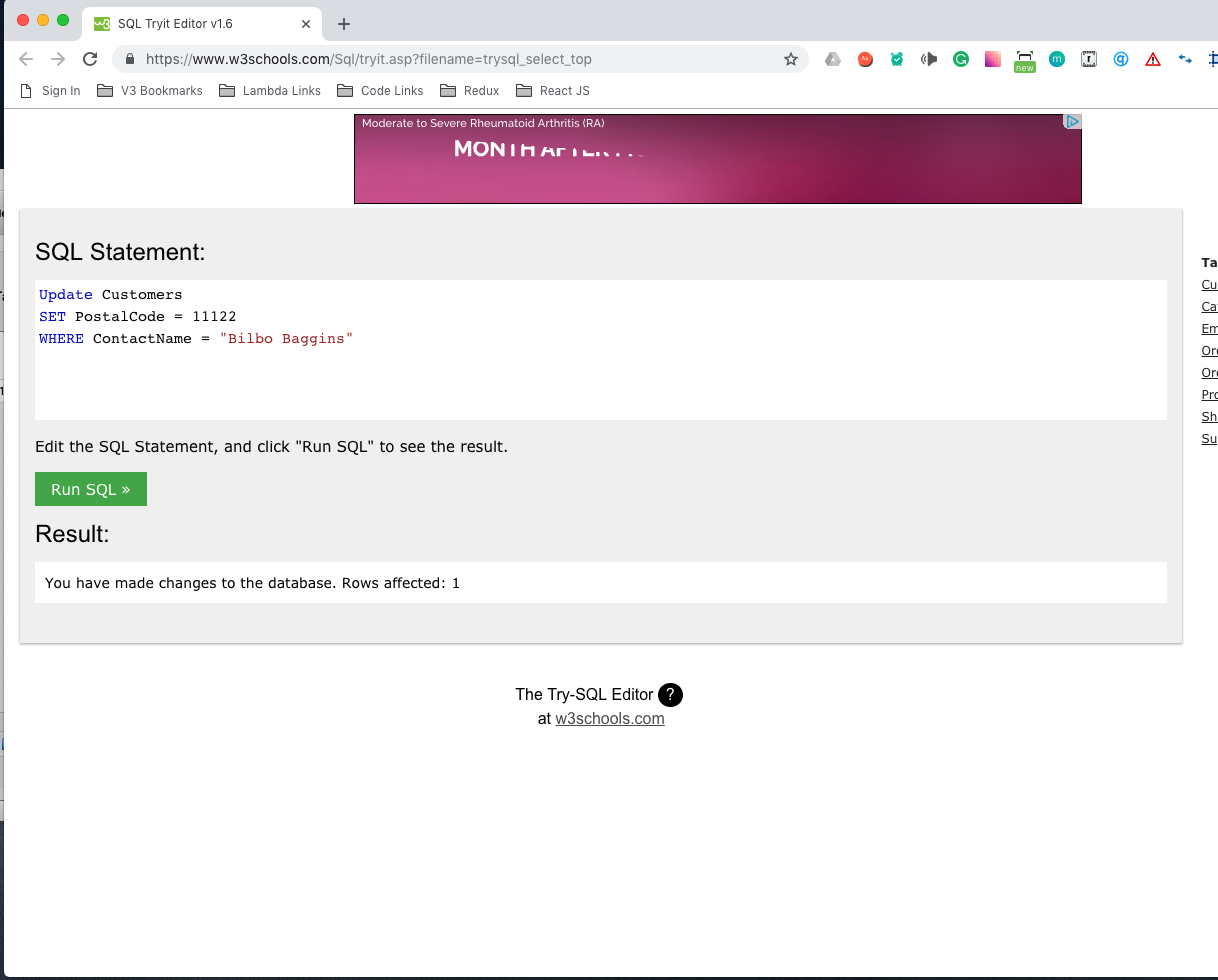 SQL Tryit Editor v1.6
https://www.w3schools.com/Sql/tryit.asp?filename=trysql_select_top
new
Sign In V3 Bookmarks Lambda Links Code Links Redux React JS
Moderate to Severe Rheumatoid Arthritis (RA)
MONTH AFTER
SQL Statement:
Update Customers
SET PostalCode = 11122
WHERE ContactName = "Bilbo Baggins"
Edit the SQL Statement, and click "Run SQL" to see the result.
Run SQL »
Result:
You have made changes to the database. Rows affected: 1
The Try-SQL Editor ?
at w3schools.com
Ta
Cu
Ca
Em
Ord
Ord
Pro
Sh
Su